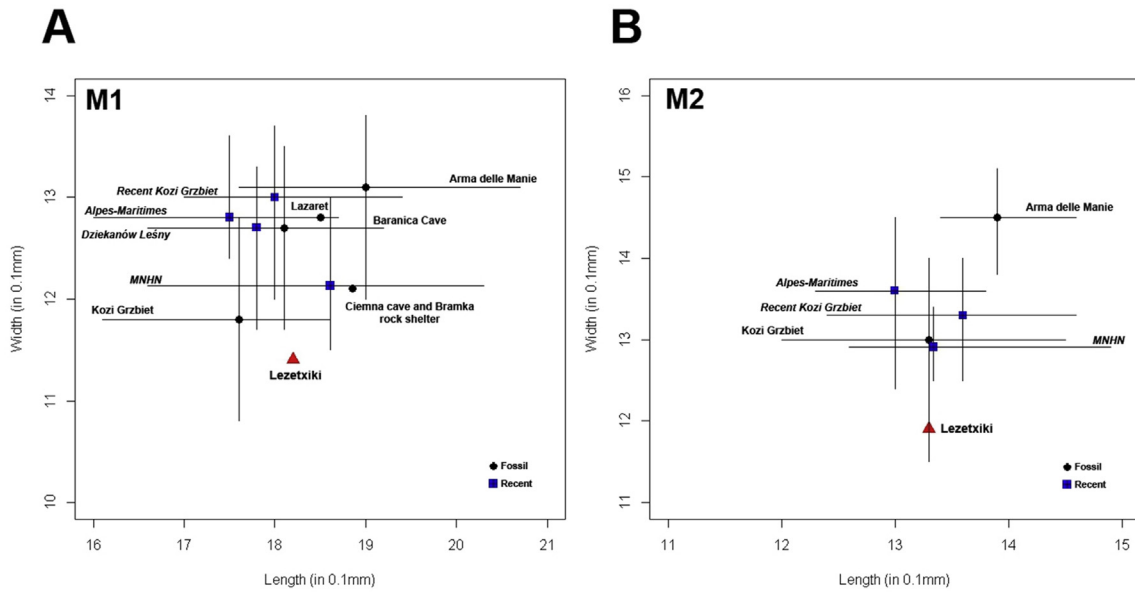 A
B
M1
Width (in 0.1mm)
14
13
12
11
10
Recent Kozi Grzbiet
Alpes-Maritimes
Dziekanów Leśny
MNHN
Kozi Grzbiet
Lazaret
Arma delle Manie
Baranica Cave
Ciemna cave and Bramka
rock shelter
Lezetxiki
Fossil
Recent
16 17 18 19 20 21
Length (in 0.1mm)
M2
Width (in 0.1mm)
16
15
14
13
12
11
Arma delle Manie
Alpes-Maritimes
Recent Kozi Grzbiet
Kozi Grzbiet
MNHN
Lezetxiki
Fossil
Recent
11 12 13 14 15
Length (in 0.1mm)